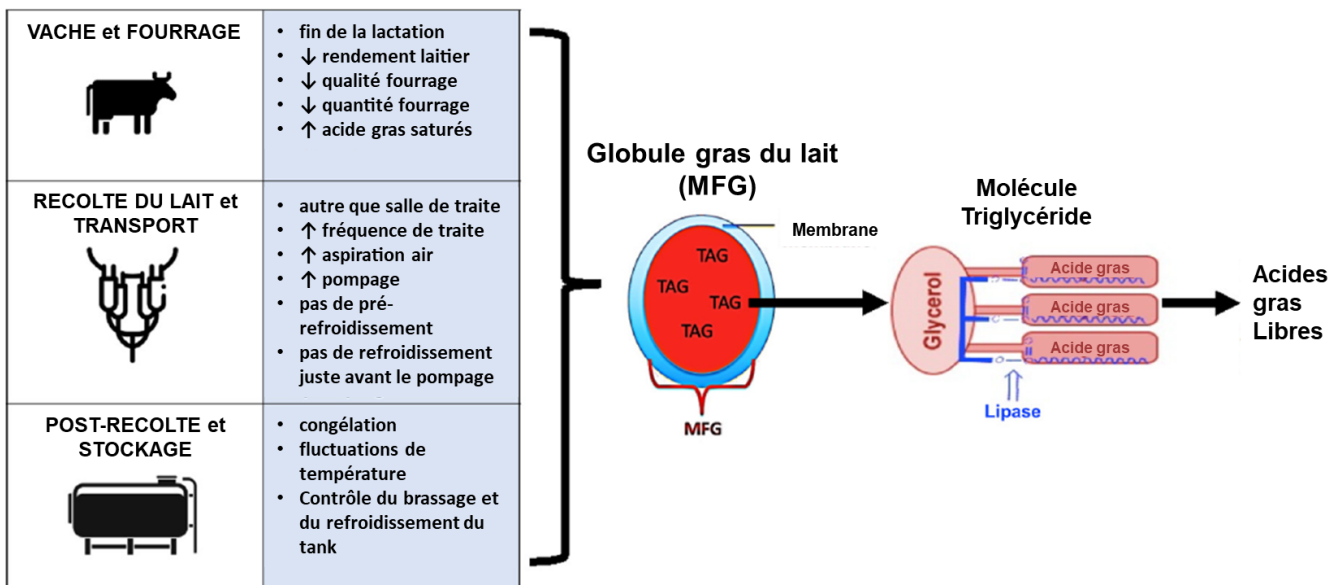 VACHE et FOURRAGE
• fin de la lactation
• ↓ rendement laitier
• ↓ qualité fourrage
• ↓ quantité fourrage
• ↑ acide gras saturés
RECOLTE DU LAIT et
TRANSPORT
• autre que salle de traite
• ↑ fréquence de traite
• ↑ aspiration air
• ↑ pompage
• pas de pré-
refroidissement
• pas de refroidissement
juste avant le pompage
POST-RECOLTE et
STOCKAGE
• congélation
• fluctuations de
température
• Contrôle du brassage et
du refroidissement du
tank
Globule gras du lait
(MFG)
Membrane
TAG
TAG
TAG
TAG
MFG
Molécule
Triglycéride
Glycerol
Acide gras
Acide gras
Acide gras
Lipase
Acides
gras
Libres